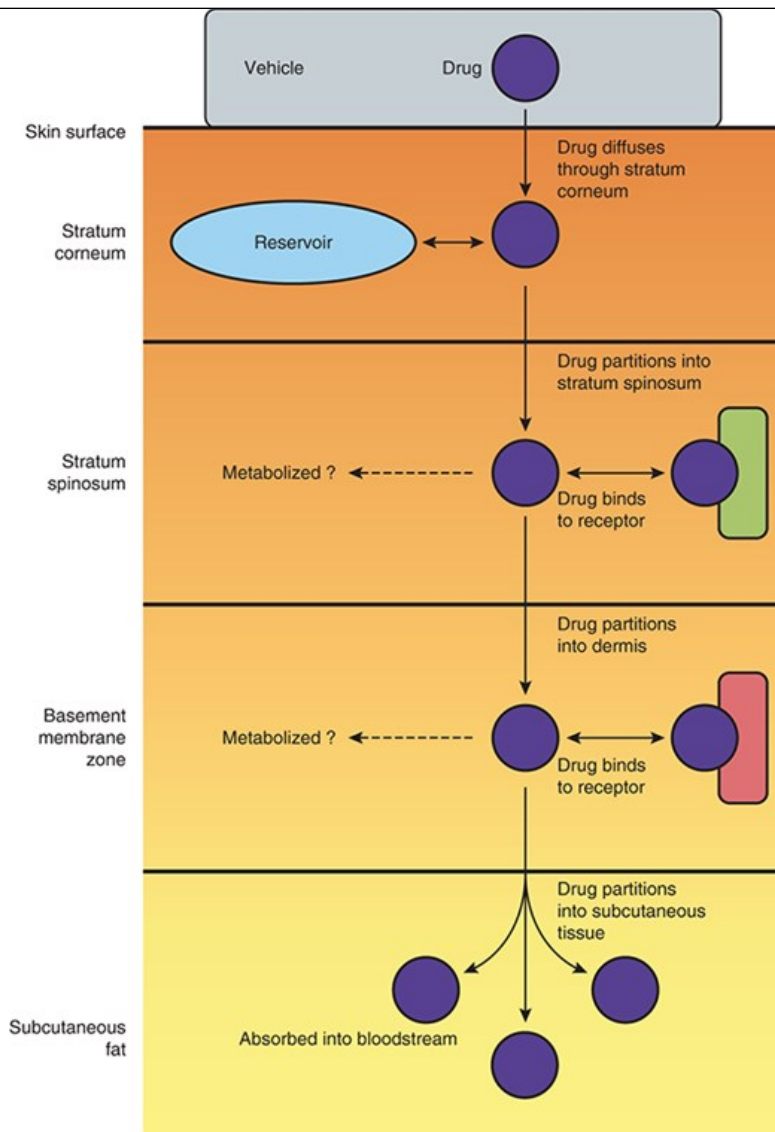 Vehicle
Drug
Skin surface
Drug diffuses
through stratum
corneum
Stratum
corneum
Reservoir
Drug partitions into
stratum spinosum
Stratum
spinosum
Metabolized ?
Drug binds
to receptor
Drug partitions
into dermis
Basement
membrane
zone
Metabolized ?
Drug binds
to receptor
Drug partitions
into subcutaneous
tissue
Subcutaneous
fat
Absorbed into bloodstream